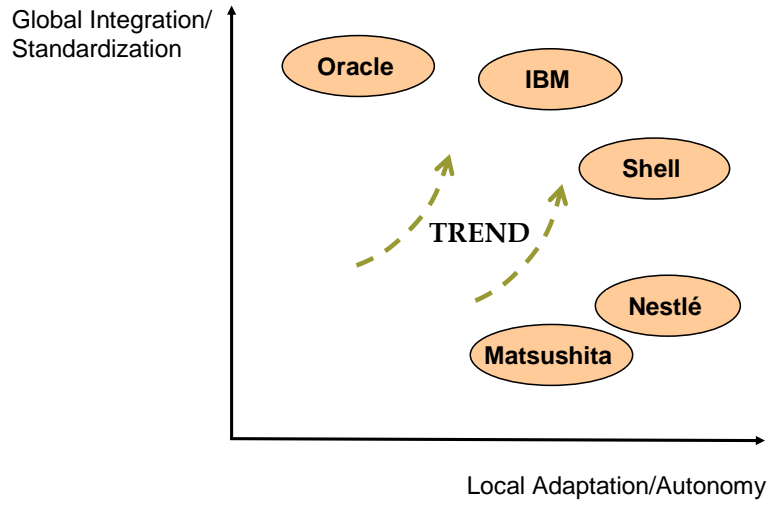 Global Integration/
Standardization
Oracle
IBM
Shell
TREND
Nestlé
Matsushita
Local Adaptation/Autonomy